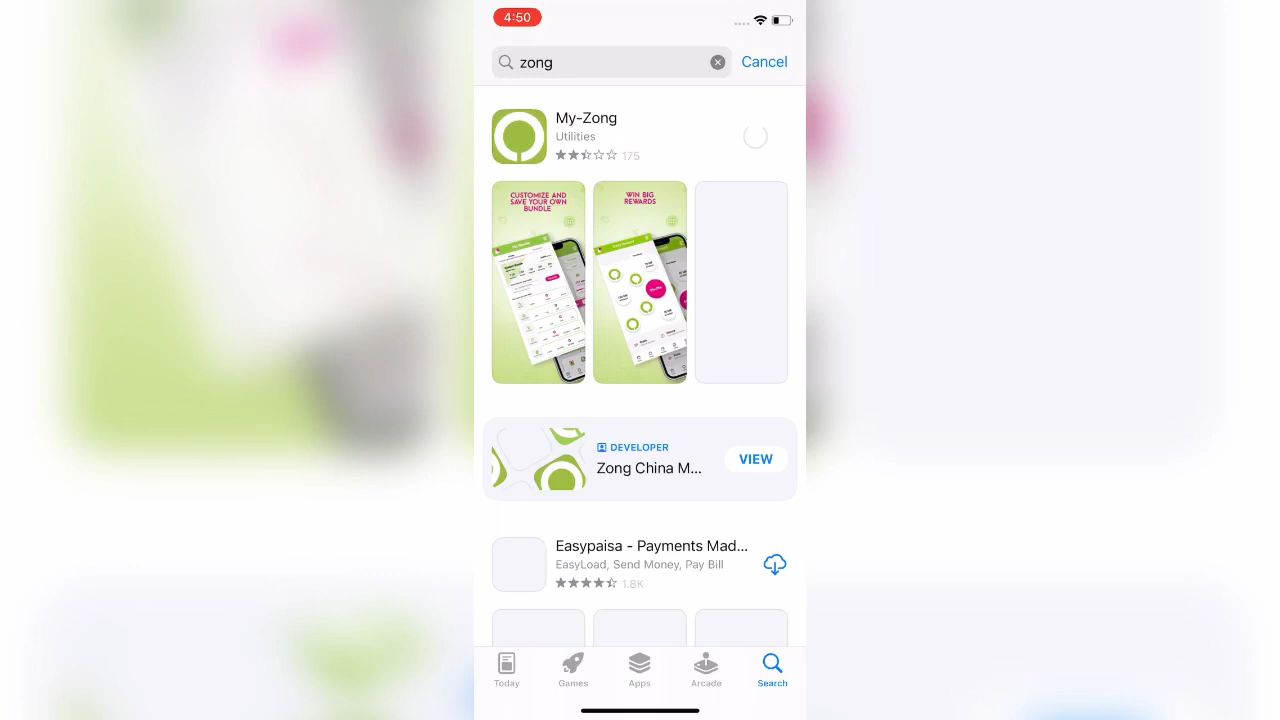 4:50
zong
Cancel
My-Zong
Utilities
175
CUSTOMIZE AND
SAVE YOUR OWN
BUNDLE
WIN BIG
REWARDS
DEVELOPER
Zong China M...
VIEW
Easypaisa - Payments Mad...
EasyLoad, Send Money, Pay Bill
1.8K
Today
Games
Apps
Arcade
Search